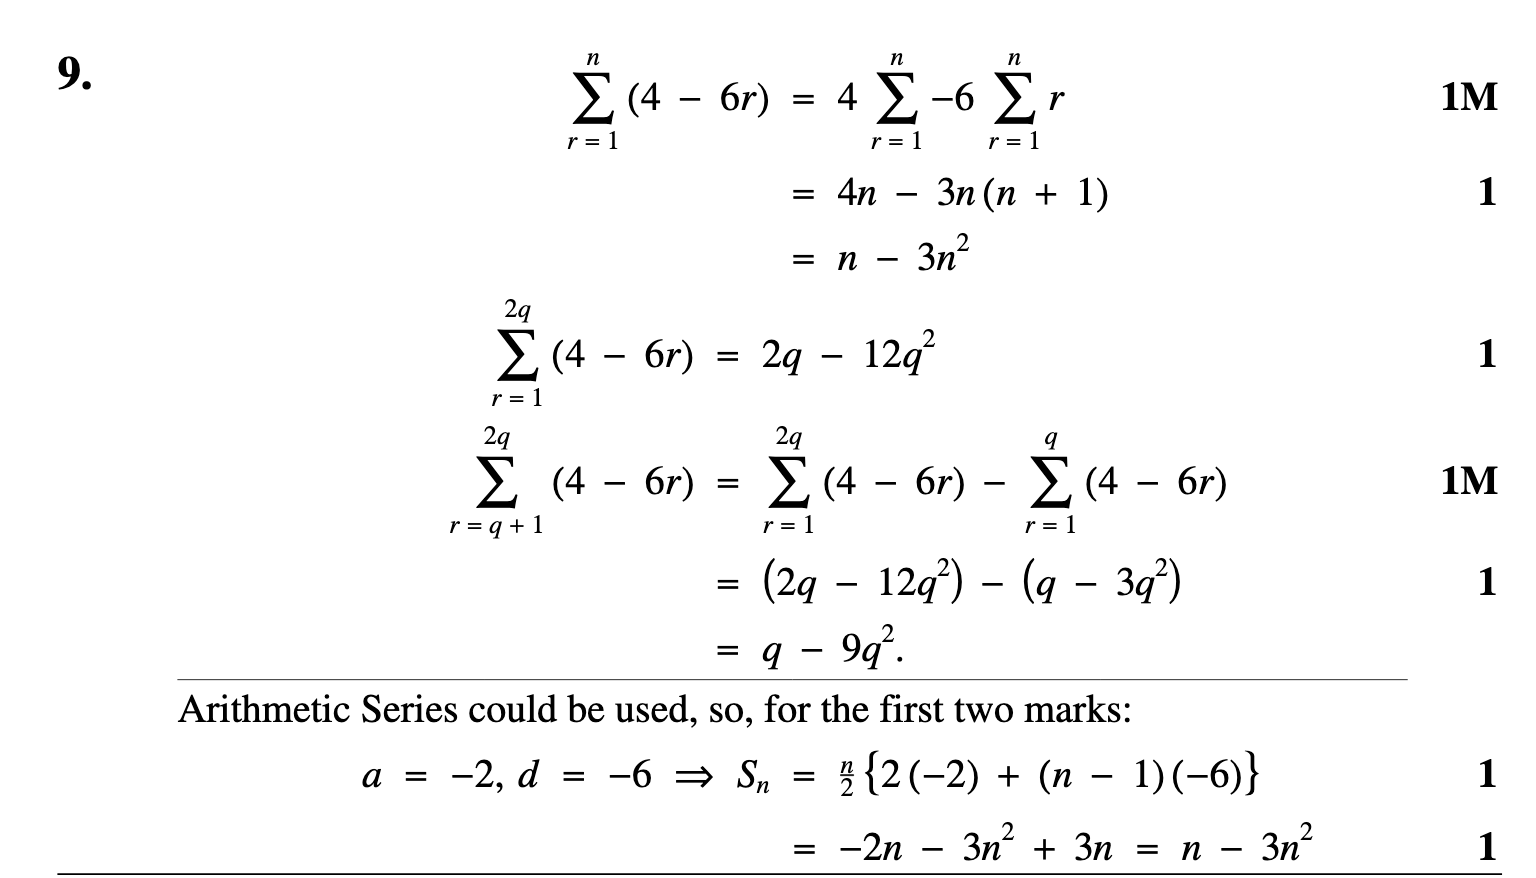 9. $\sum_{r=1}^{n} (4 - 6r) = 4 \sum_{r=1}^{n} -6 \sum_{r=1}^{n} r$ 1M
$= 4n - 3n(n + 1)$ 1
$= n - 3n^2$
$\sum_{r=1}^{2q} (4 - 6r) = 2q - 12q^2$ 1
$\sum_{r=q+1}^{2q} (4 - 6r) = \sum_{r=1}^{2q} (4 - 6r) - \sum_{r=1}^{q} (4 - 6r)$ 1M
$= (2q - 12q^2) - (q - 3q^2)$ 1
$= q - 9q^2.$
Arithmetic Series could be used, so, for the first two marks:
$a = -2, d = -6 \Rightarrow S_n = \frac{n}{2}\{2(-2) + (n - 1)(-6)\}$ 1
$= -2n - 3n^2 + 3n = n - 3n^2$ 1